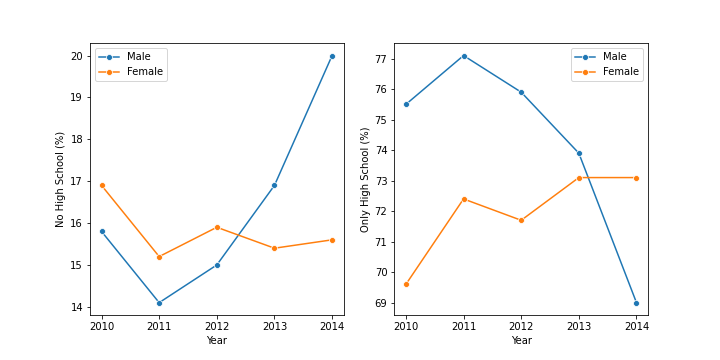 No High School (%)
20
19
18
17
16
15
14
Male
Female
2010 2011 2012 2013 2014
Year
Only High School (%)
77
76
75
74
73
72
71
70
69
Male
Female
2010 2011 2012 2013 2014
Year